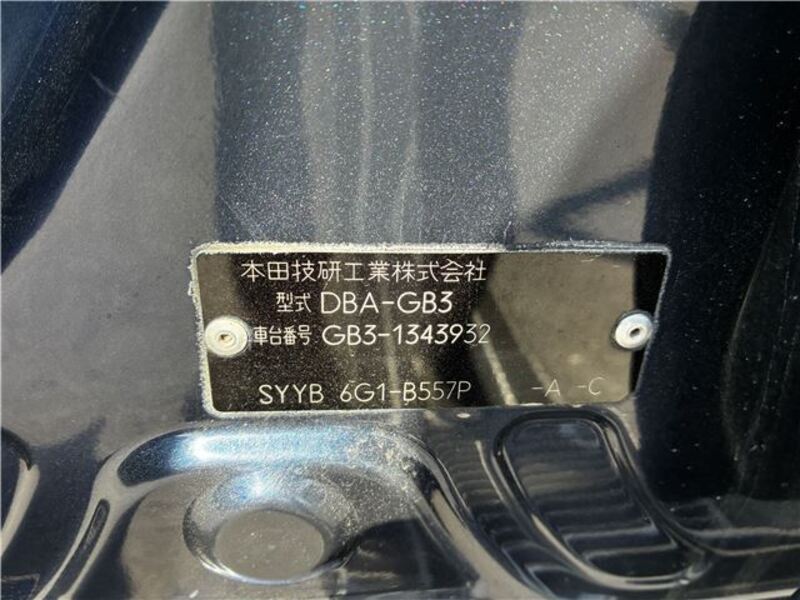 本田技研工業株式会社
型式 DBA-GB3
車台番号 GB3-1343932
SYYB 6G1-B557P -A -C